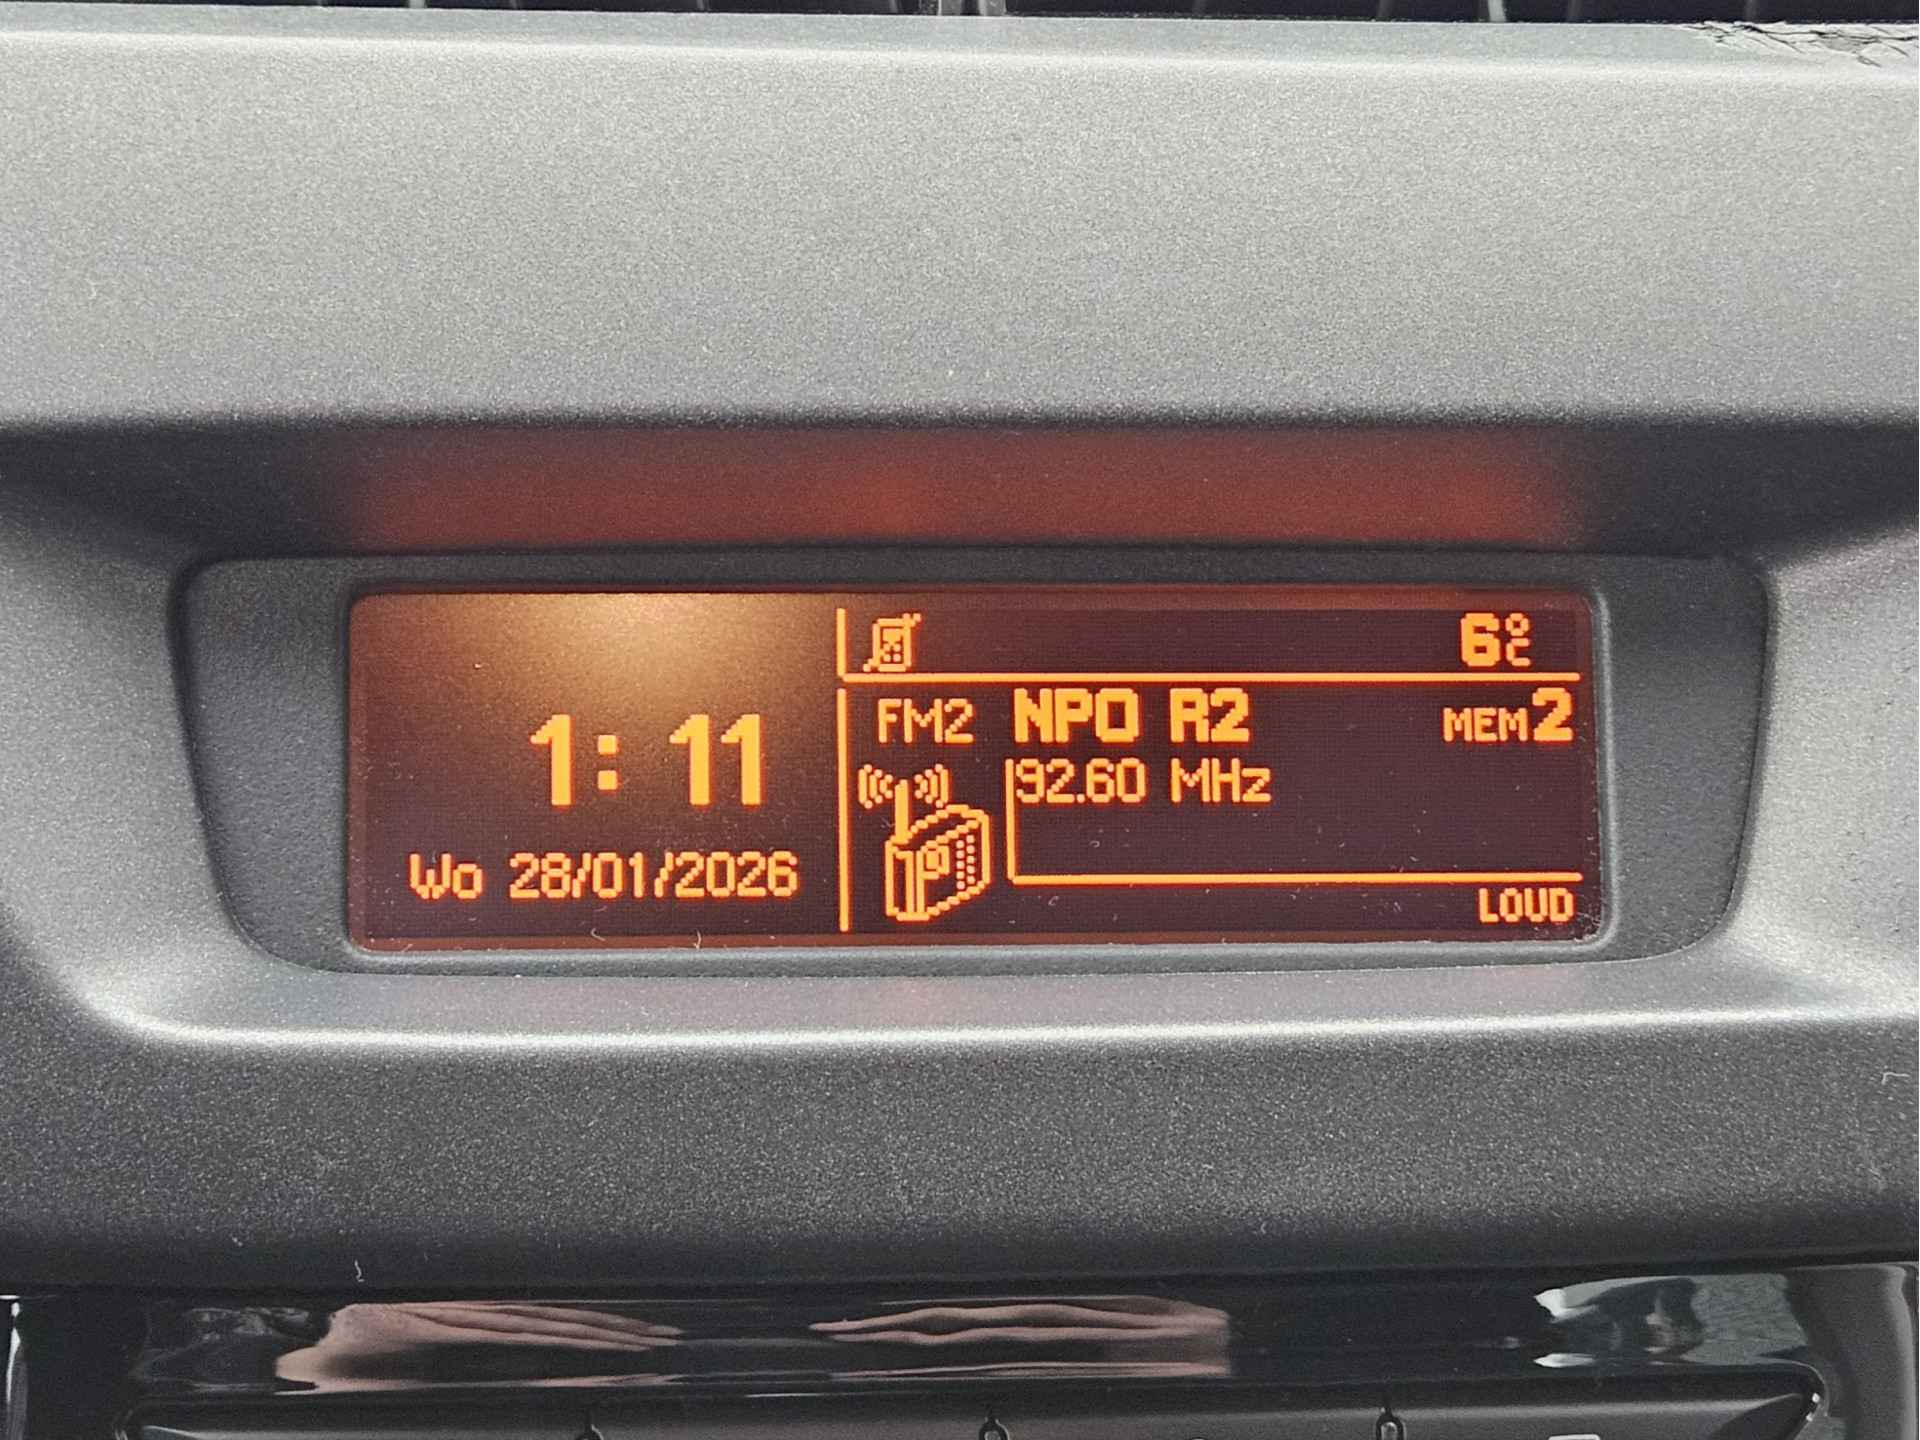 1:11
Wo 28/01/2026
6°C
FM2 NPO R2 MEM2
92.60 MHz
LOUD